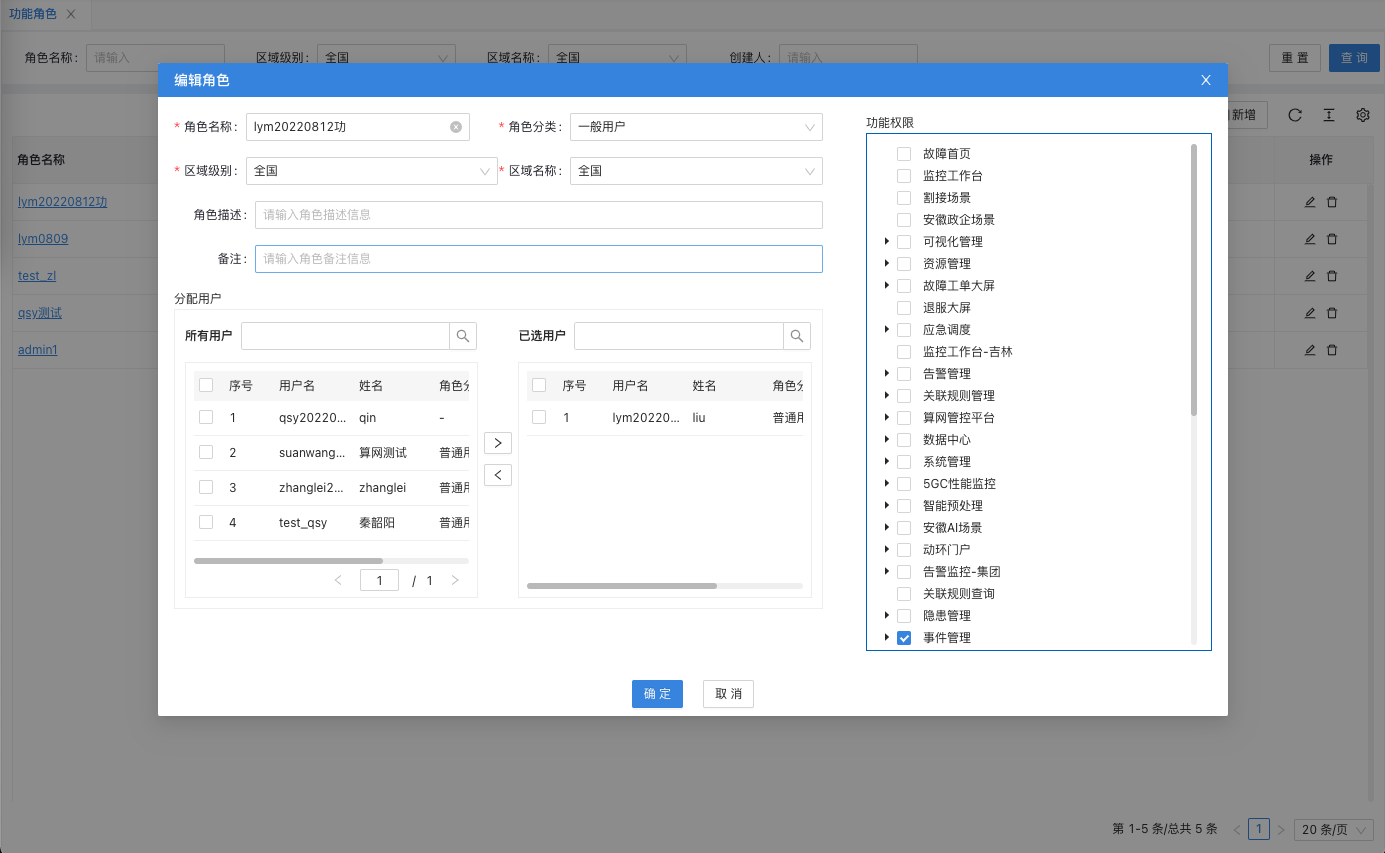 功能角色
角色名称： 请输入 区域级别： 全国 区域名称： 全国 创建人： 请输入 重 置 查 询
新增
角色名称 操作
lym20220812功
lym0809
test_zl
qsy测试
admin1
编辑角色
* 角色名称： lym20220812功 * 角色分类： 一般用户
* 区域级别： 全国 * 区域名称： 全国
角色描述： 请输入角色描述信息
备注： 请输入角色备注信息
分配用户
所有用户
序号 用户名 姓名
1 qsy20220... qin -
2 suanwang... 算网测试 普通
3 zhanglei2... zhanglei 普通
4 test_qsy 秦韶阳 普通
1 / 1
已选用户
序号 用户名 姓名
1 lym20220... liu 普通
功能权限
故障首页
监控工作台
割接场景
安徽政企场景
可视化管理
资源管理
故障工单大屏
退服大屏
应急调度
监控工作台-吉林
告警管理
关联规则管理
算网管控平台
数据中心
系统管理
5GC性能监控
智能预处理
安徽AI场景
动环门户
告警监控-集团
关联规则查询
隐患管理
事件管理
确 定 取 消
第 1-5 条/总共 5 条 1 20 条/页